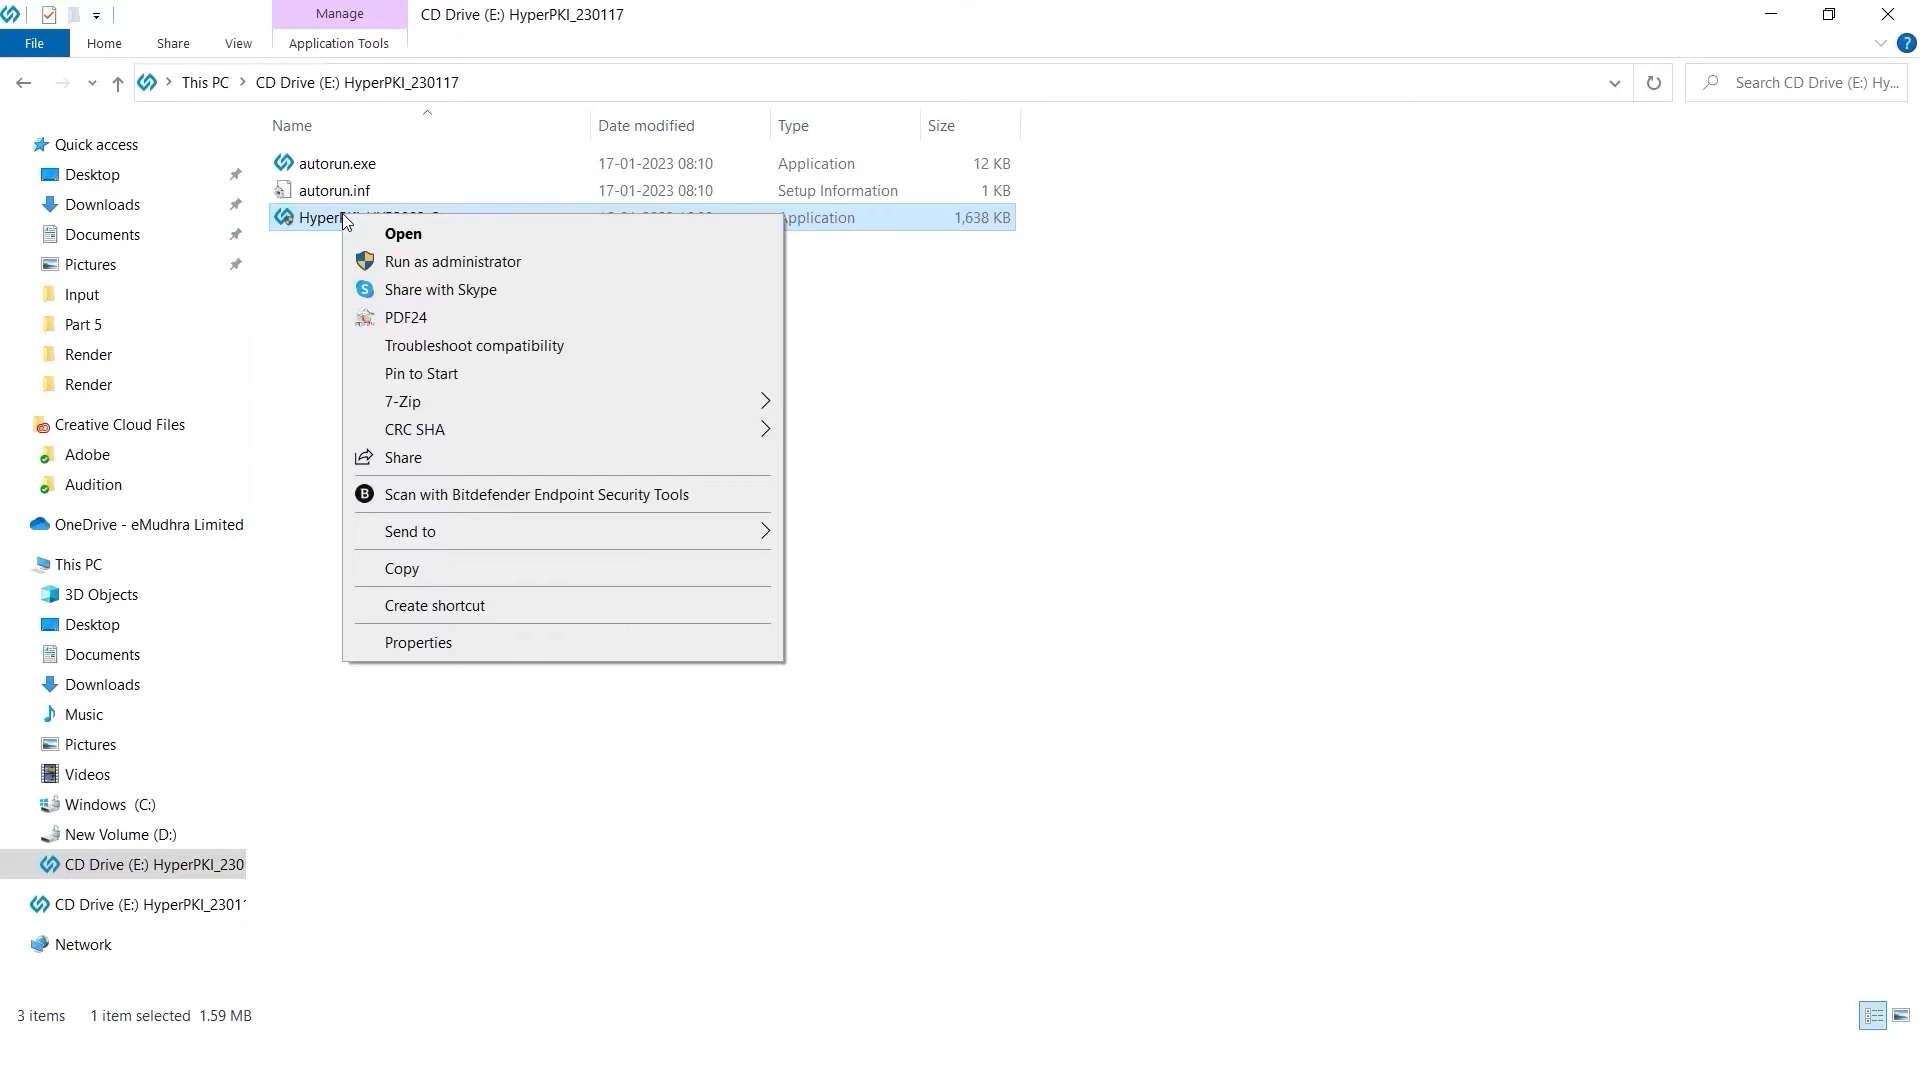 Manage
CD Drive (E:) HyperPKI_230117
File
Home
Share
View
Application Tools
This PC
CD Drive (E:) HyperPKI_230117
Search CD Drive (E:) Hy...
Name
Date modified
Type
Size
autorun.exe
17-01-2023 08:10
Application
12 KB
autorun.inf
17-01-2023 08:10
Setup Information
1 KB
Application
1,638 KB
Open
Run as administrator
Share with Skype
PDF24
Troubleshoot compatibility
Pin to Start
7-Zip
CRC SHA
Share
Scan with Bitdefender Endpoint Security Tools
Send to
Copy
Create shortcut
Properties
Quick access
Desktop
Downloads
Documents
Pictures
Input
Part 5
Render
Render
Creative Cloud Files
Adobe
Audition
OneDrive - eMudhra Limited
This PC
3D Objects
Desktop
Documents
Downloads
Music
Pictures
Videos
Windows (C:)
New Volume (D:)
CD Drive (E:) HyperPKI_230
CD Drive (E:) HyperPKI_2301
Network
3 items
1 item selected 1.59 MB